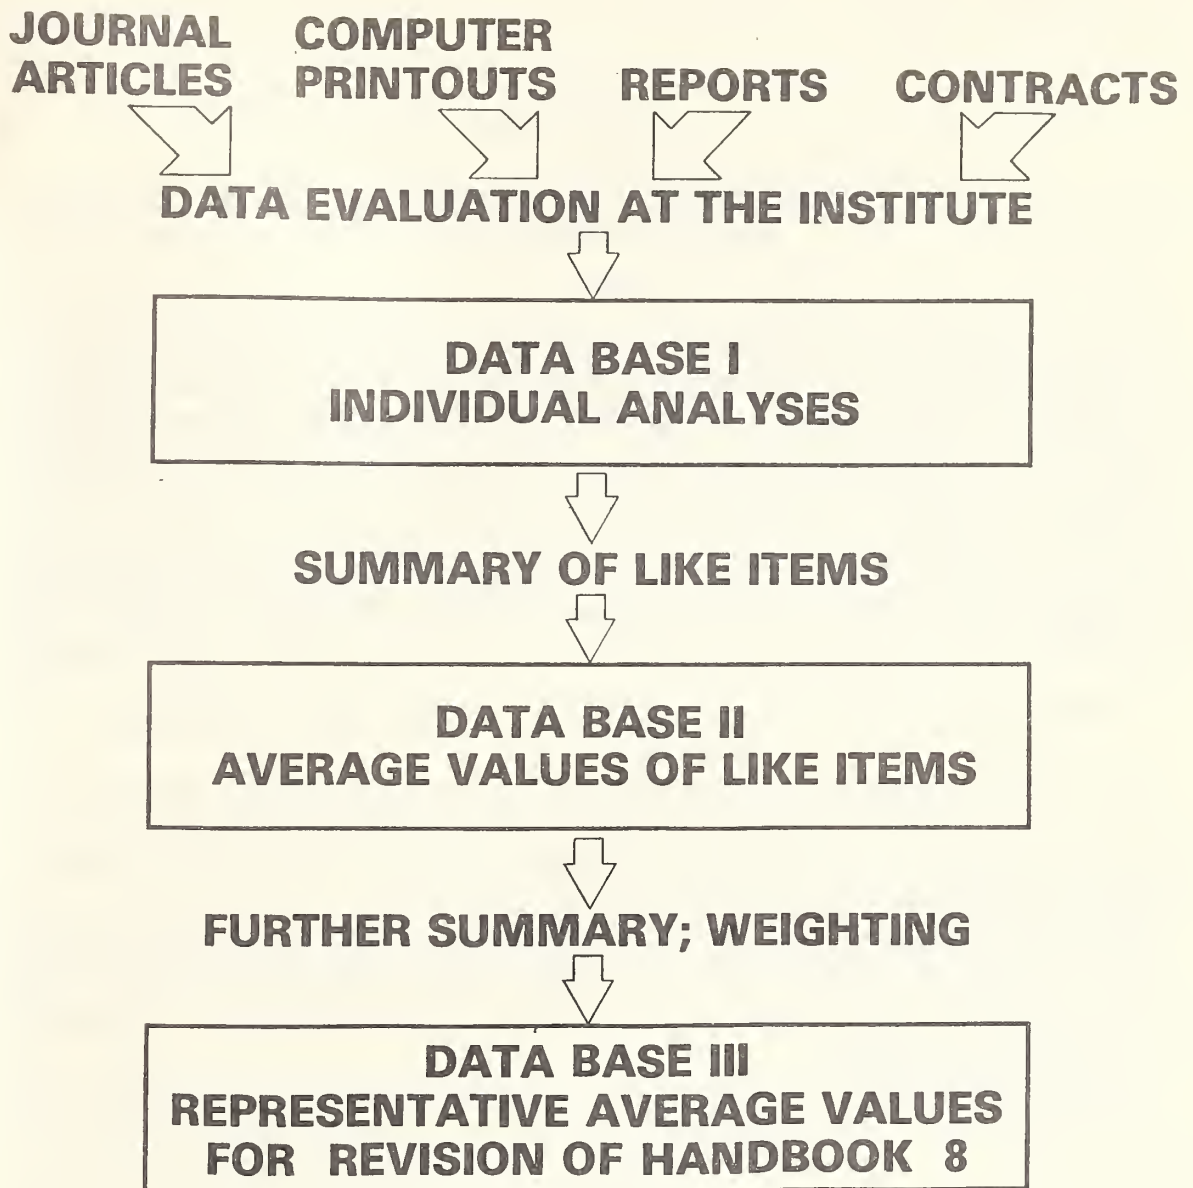 JOURNAL ARTICLES
COMPUTER PRINTOUTS
REPORTS
CONTRACTS
DATA EVALUATION AT THE INSTITUTE
DATA BASE I
INDIVIDUAL ANALYSES
SUMMARY OF LIKE ITEMS
DATA BASE II
AVERAGE VALUES OF LIKE ITEMS
FURTHER SUMMARY; WEIGHTING
DATA BASE III
REPRESENTATIVE AVERAGE VALUES
FOR REVISION OF HANDBOOK 8